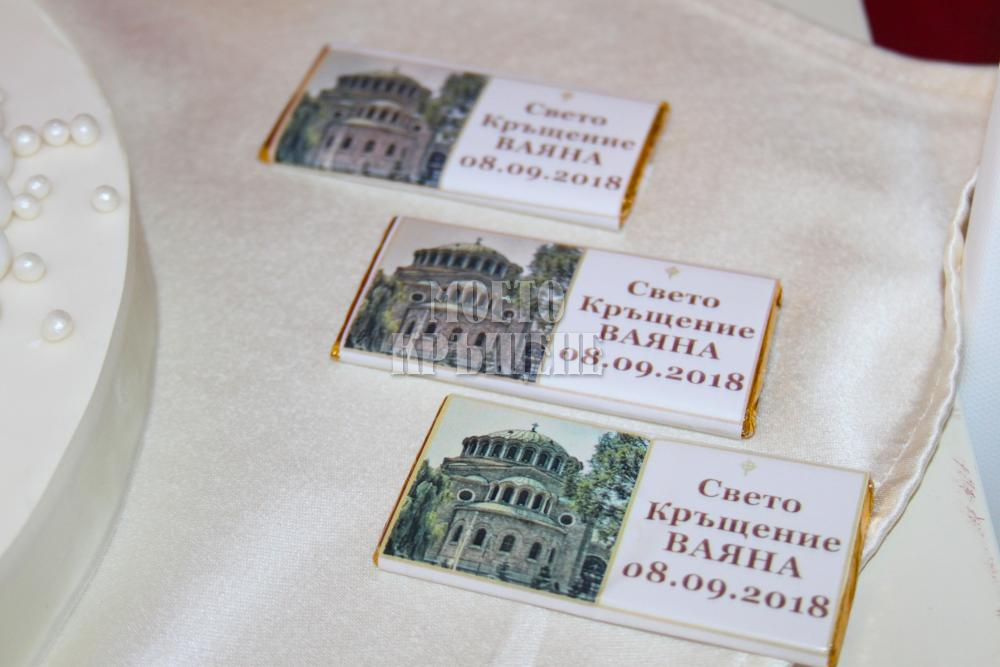 Свето
Кръщение
ВАЯНА
08.09.2018
Свето
Кръщение
ВАЯНА
08.09.2018
МОЕТО
КРЪЩЕНЕ
Свето
Кръщение
ВАЯНА
08.09.2018